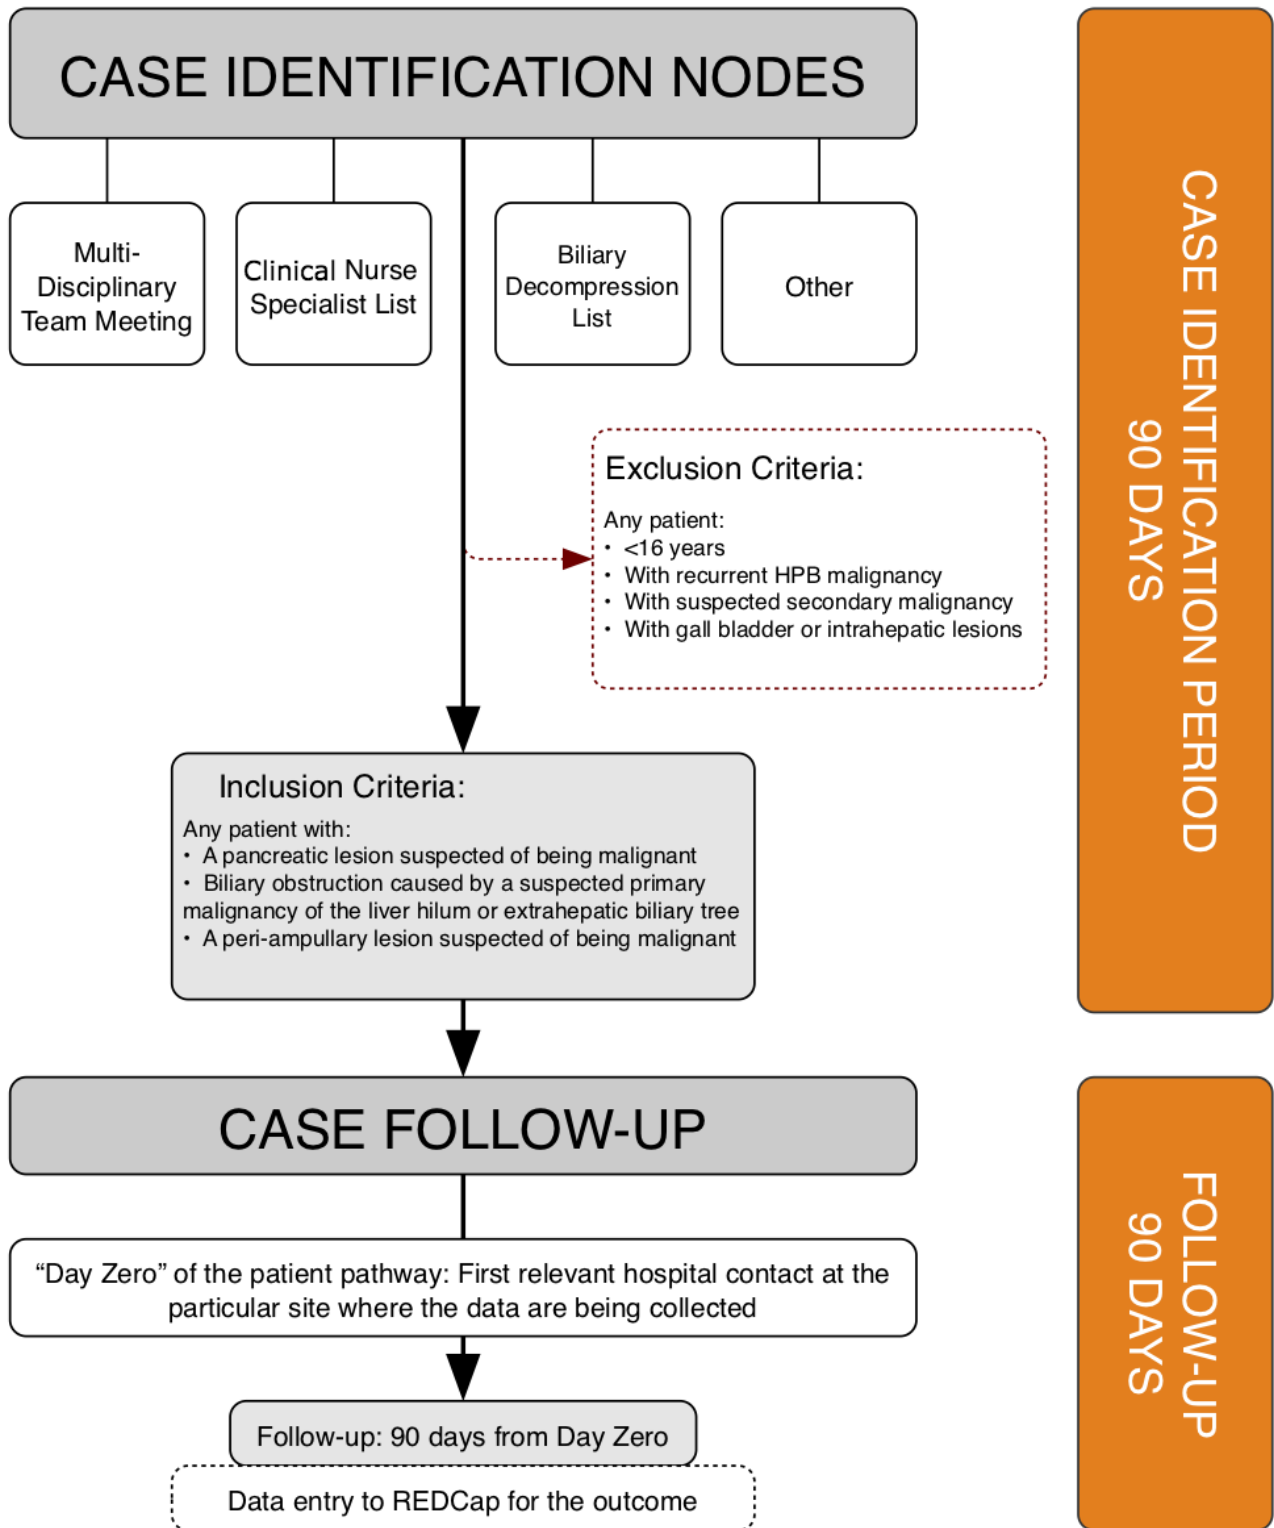 CASE IDENTIFICATION NODES
Multi-
Disciplinary
Team Meeting
Clinical Nurse
Specialist List
Biliary
Decompression
List
Other
Exclusion Criteria:
Any patient:
• <16 years
• With recurrent HPB malignancy
• With suspected secondary malignancy
• With gall bladder or intrahepatic lesions
Inclusion Criteria:
Any patient with:
• A pancreatic lesion suspected of being malignant
• Biliary obstruction caused by a suspected primary
malignancy of the liver hilum or extrahepatic biliary tree
• A peri-ampullary lesion suspected of being malignant
CASE FOLLOW-UP
“Day Zero” of the patient pathway: First relevant hospital contact at the
particular site where the data are being collected
Follow-up: 90 days from Day Zero
Data entry to REDCap for the outcome
CASE IDENTIFICATION PERIOD
90 DAYS
FOLLOW-UP
90 DAYS